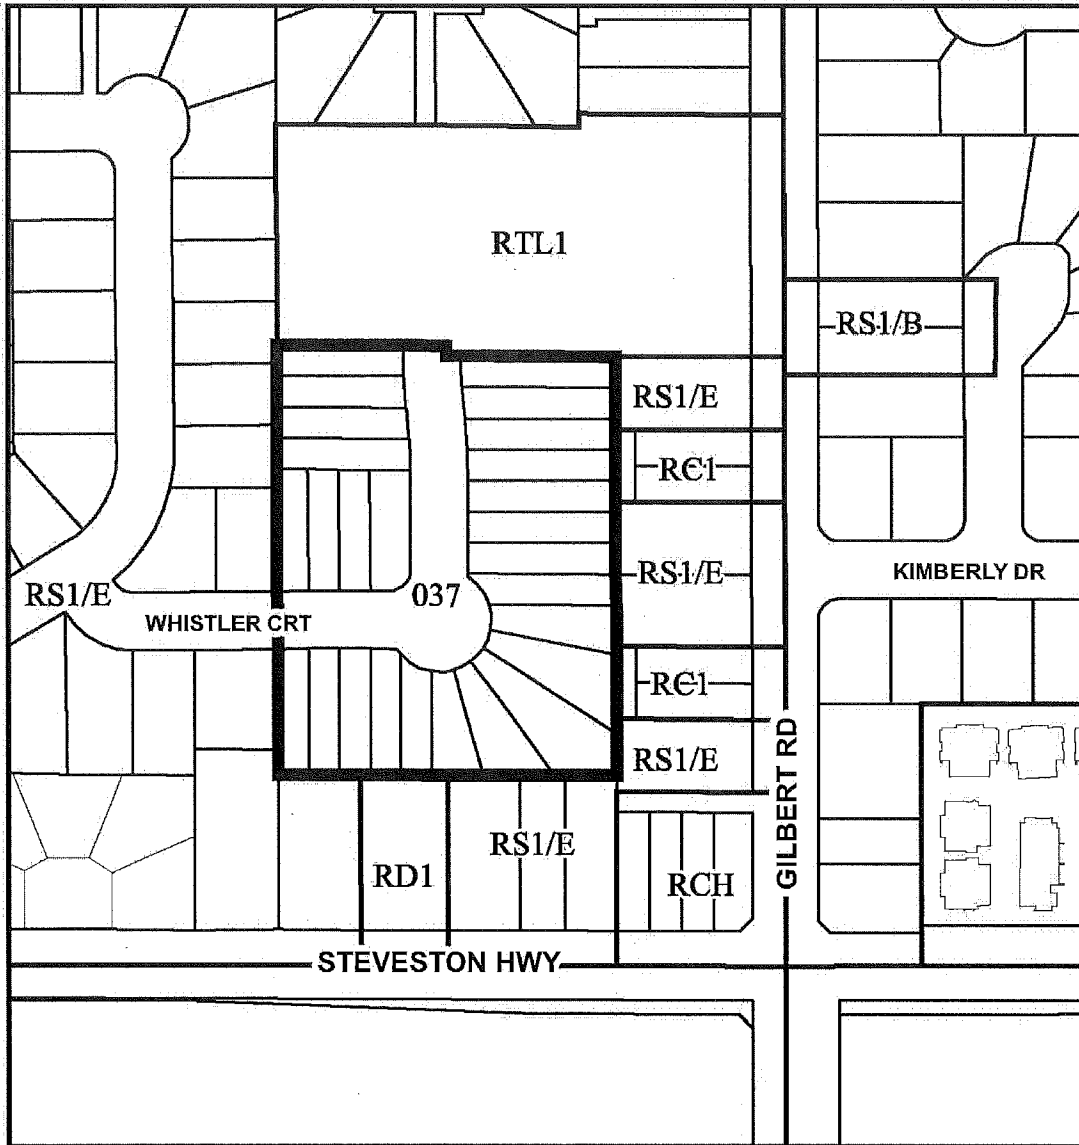 RTL1
RS1/B
RS1/E
RC1
RS1/E
KIMBERLY DR
RS1/E
037
WHISTLER CRT
RC1
RS1/E
GILBERT RD
RS1/E
RD1
RCH
STEVESTON HWY